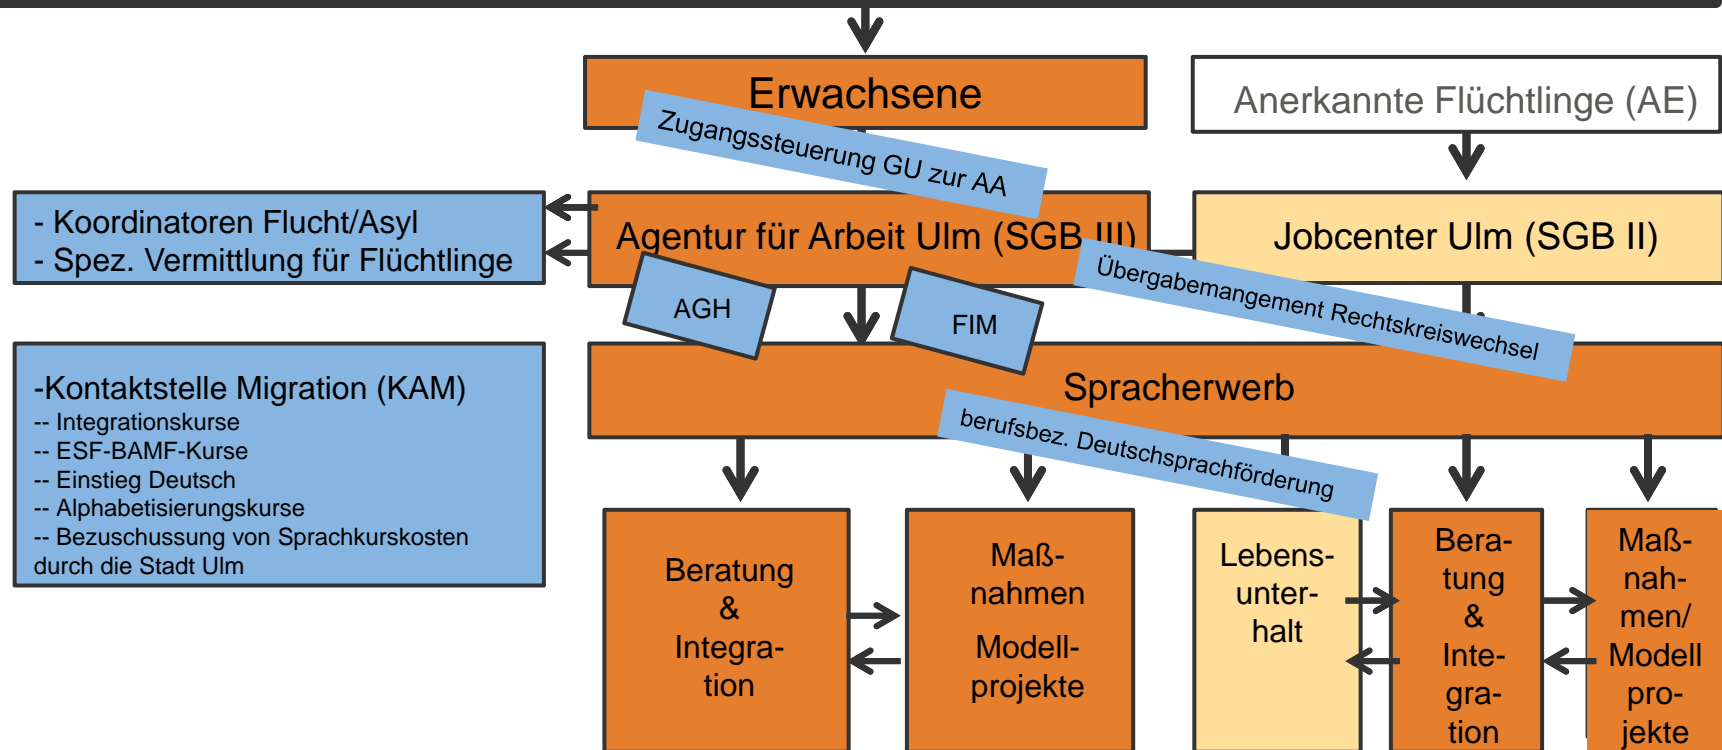 Erwachsene
Anerkannte Flüchtlinge (AE)
Zugangssteuerung GU zur AA
- Koordinatoren Flucht/Asyl
- Spez. Vermittlung für Flüchtlinge
Agentur für Arbeit Ulm (SGB III)
Jobcenter Ulm (SGB II)
Übergabemangement Rechtskreiswechsel
AGH
FIM
-Kontaktstelle Migration (KAM)
-- Integrationskurse
-- ESF-BAMF-Kurse
-- Einstieg Deutsch
-- Alphabetisierungskurse
-- Bezuschussung von Sprachkurskosten
durch die Stadt Ulm
Spracherwerb
berufsbez. Deutschsprachförderung
Beratung
&
Integra-
tion
Maß-
nahmen
Modell-
projekte
Lebens-
unter-
halt
Bera-
tung
&
Inte-
gra-
tion
Maß-
nah-
men/
Modell
pro-
jekte